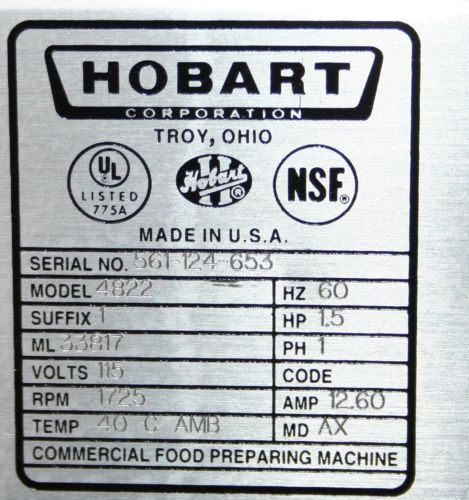 HOBART
CORPORATION
TROY, OHIO
UL
LISTED
775A
H
Hobart
®
NSF®
MADE IN U.S.A.
SERIAL NO. 561-124-653
MODEL 4822 HZ 60
SUFFIX 1 HP 1.5
ML 33817 PH 1
VOLTS 115 CODE
RPM 1725 AMP 12.60
TEMP 40 C AMB MD AX
COMMERCIAL FOOD PREPARING MACHINE